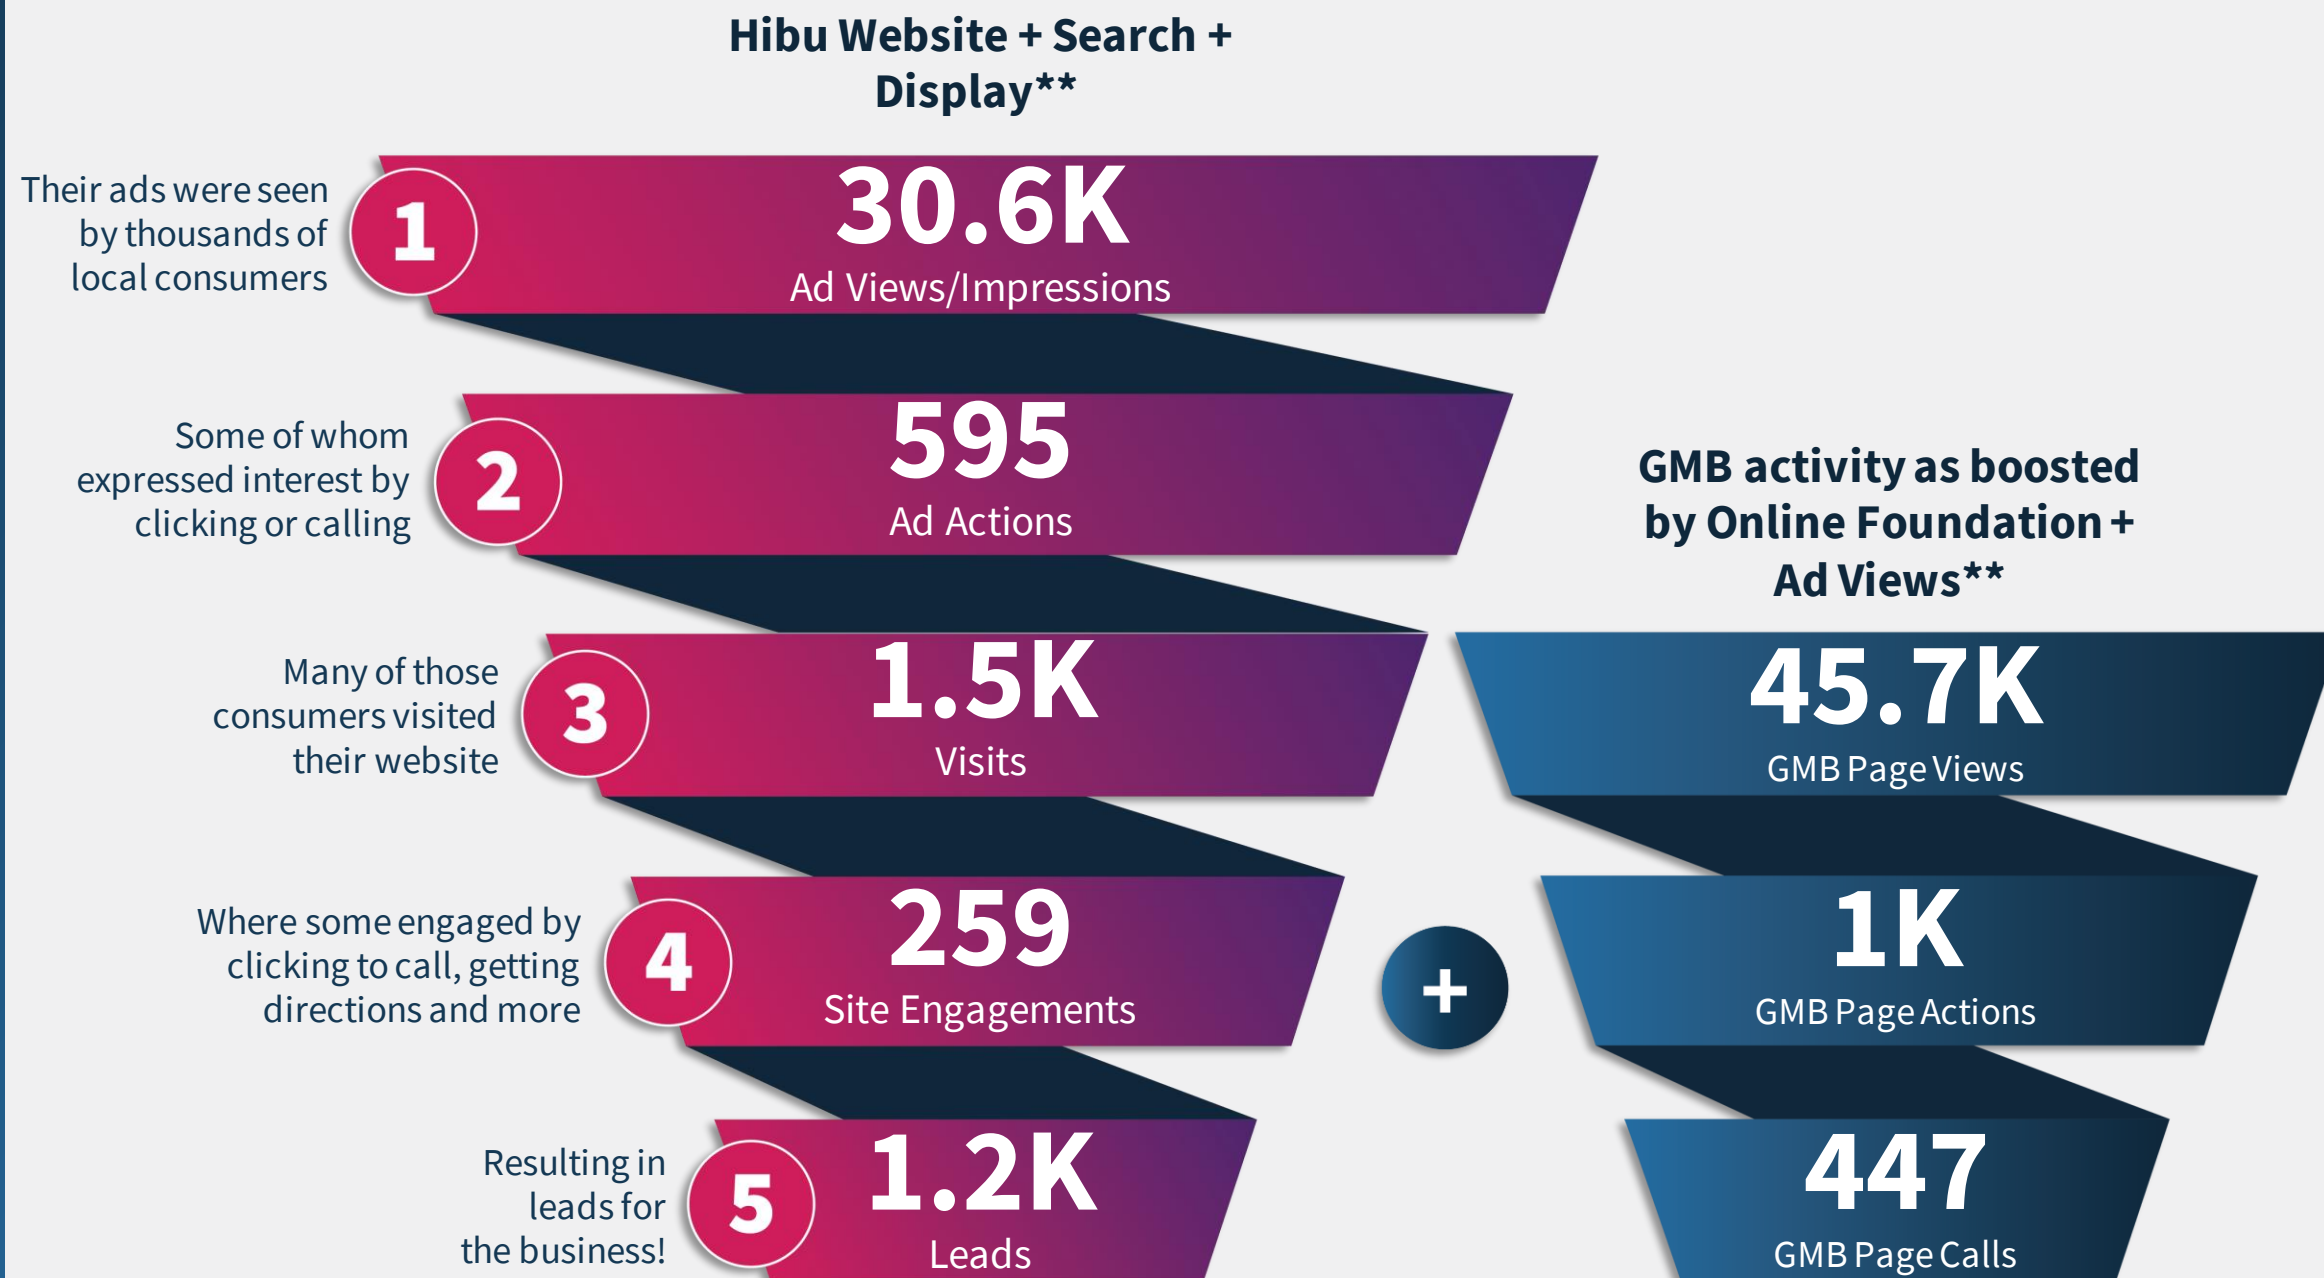 Hibu Website + Search +
Display**
Their ads were seen
by thousands of
local consumers
1
30.6K
Ad Views/Impressions
Some of whom
expressed interest by
clicking or calling
2
595
Ad Actions
Many of those
consumers visited
their website
3
1.5K
Visits
Where some engaged by
clicking to call, getting
directions and more
4
259
Site Engagements
Resulting in
leads for
the business!
5
1.2K
Leads
GMB activity as boosted
by Online Foundation +
Ad Views**
45.7K
GMB Page Views
+
1K
GMB Page Actions
447
GMB Page Calls